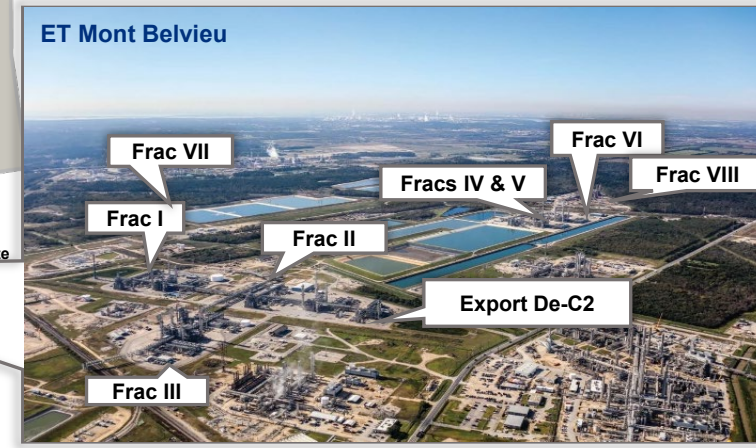 ET Mont Belvieu
Frac VI
Frac VII
Fracs IV & V
Frac VIII
Frac I
Frac II
te
Export De-C2
Frac III